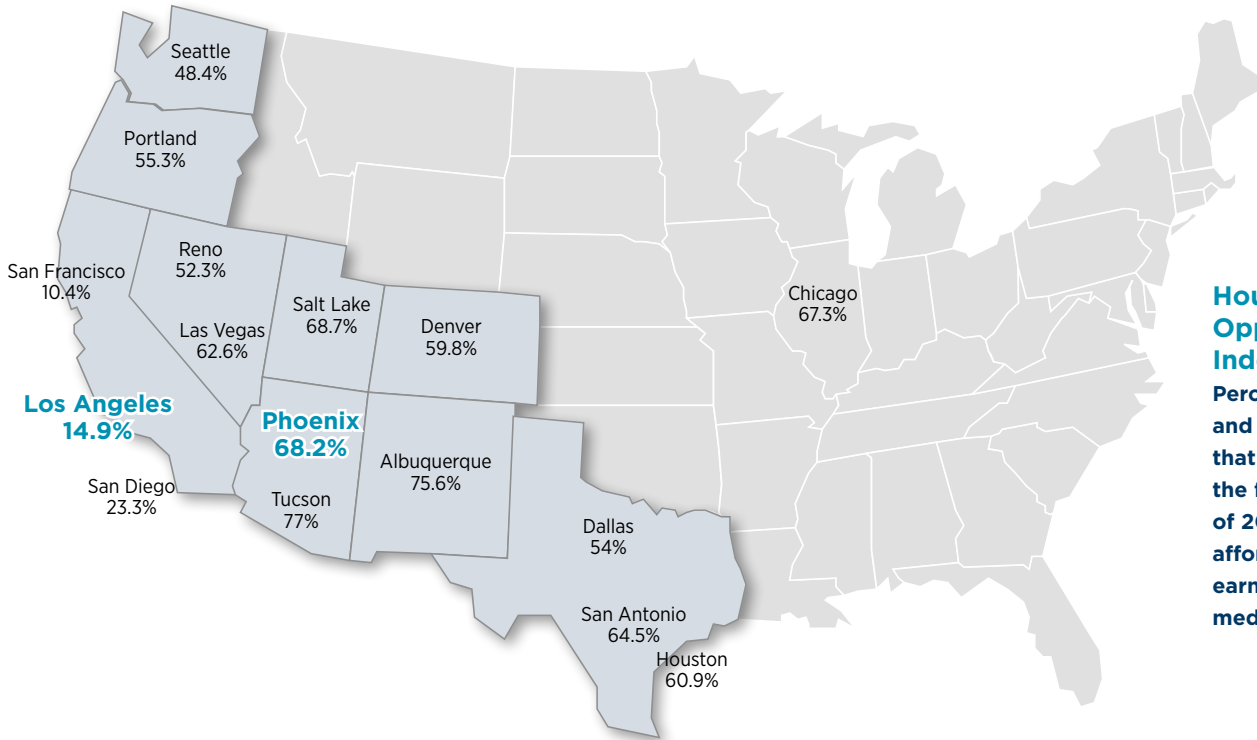 Seattle
48.4%
Portland
55.3%
Reno
52.3%
San Francisco
10.4%
Las Vegas
62.6%
Salt Lake
68.7%
Denver
59.8%
Chicago
67.3%
Los Angeles
14.9%
Phoenix
68.2%
Albuquerque
75.6%
San Diego
23.3%
Tucson
77%
Dallas
54%
San Antonio
64.5%
Houston
60.9%
and
that